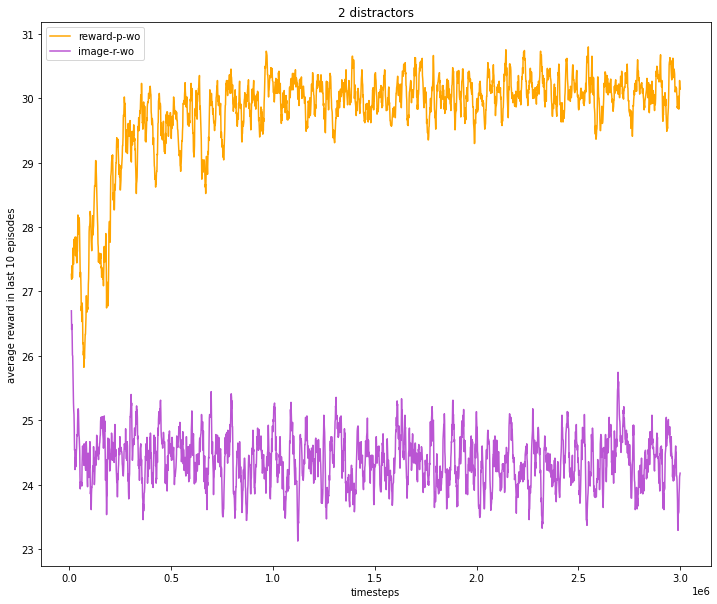 2 distractors
reward-p-wo
image-r-wo
average reward in last 10 episodes
31
30
29
28
27
26
25
24
23
0.0 0.5 1.0 1.5 2.0 2.5 3.0
1e6
timesteps